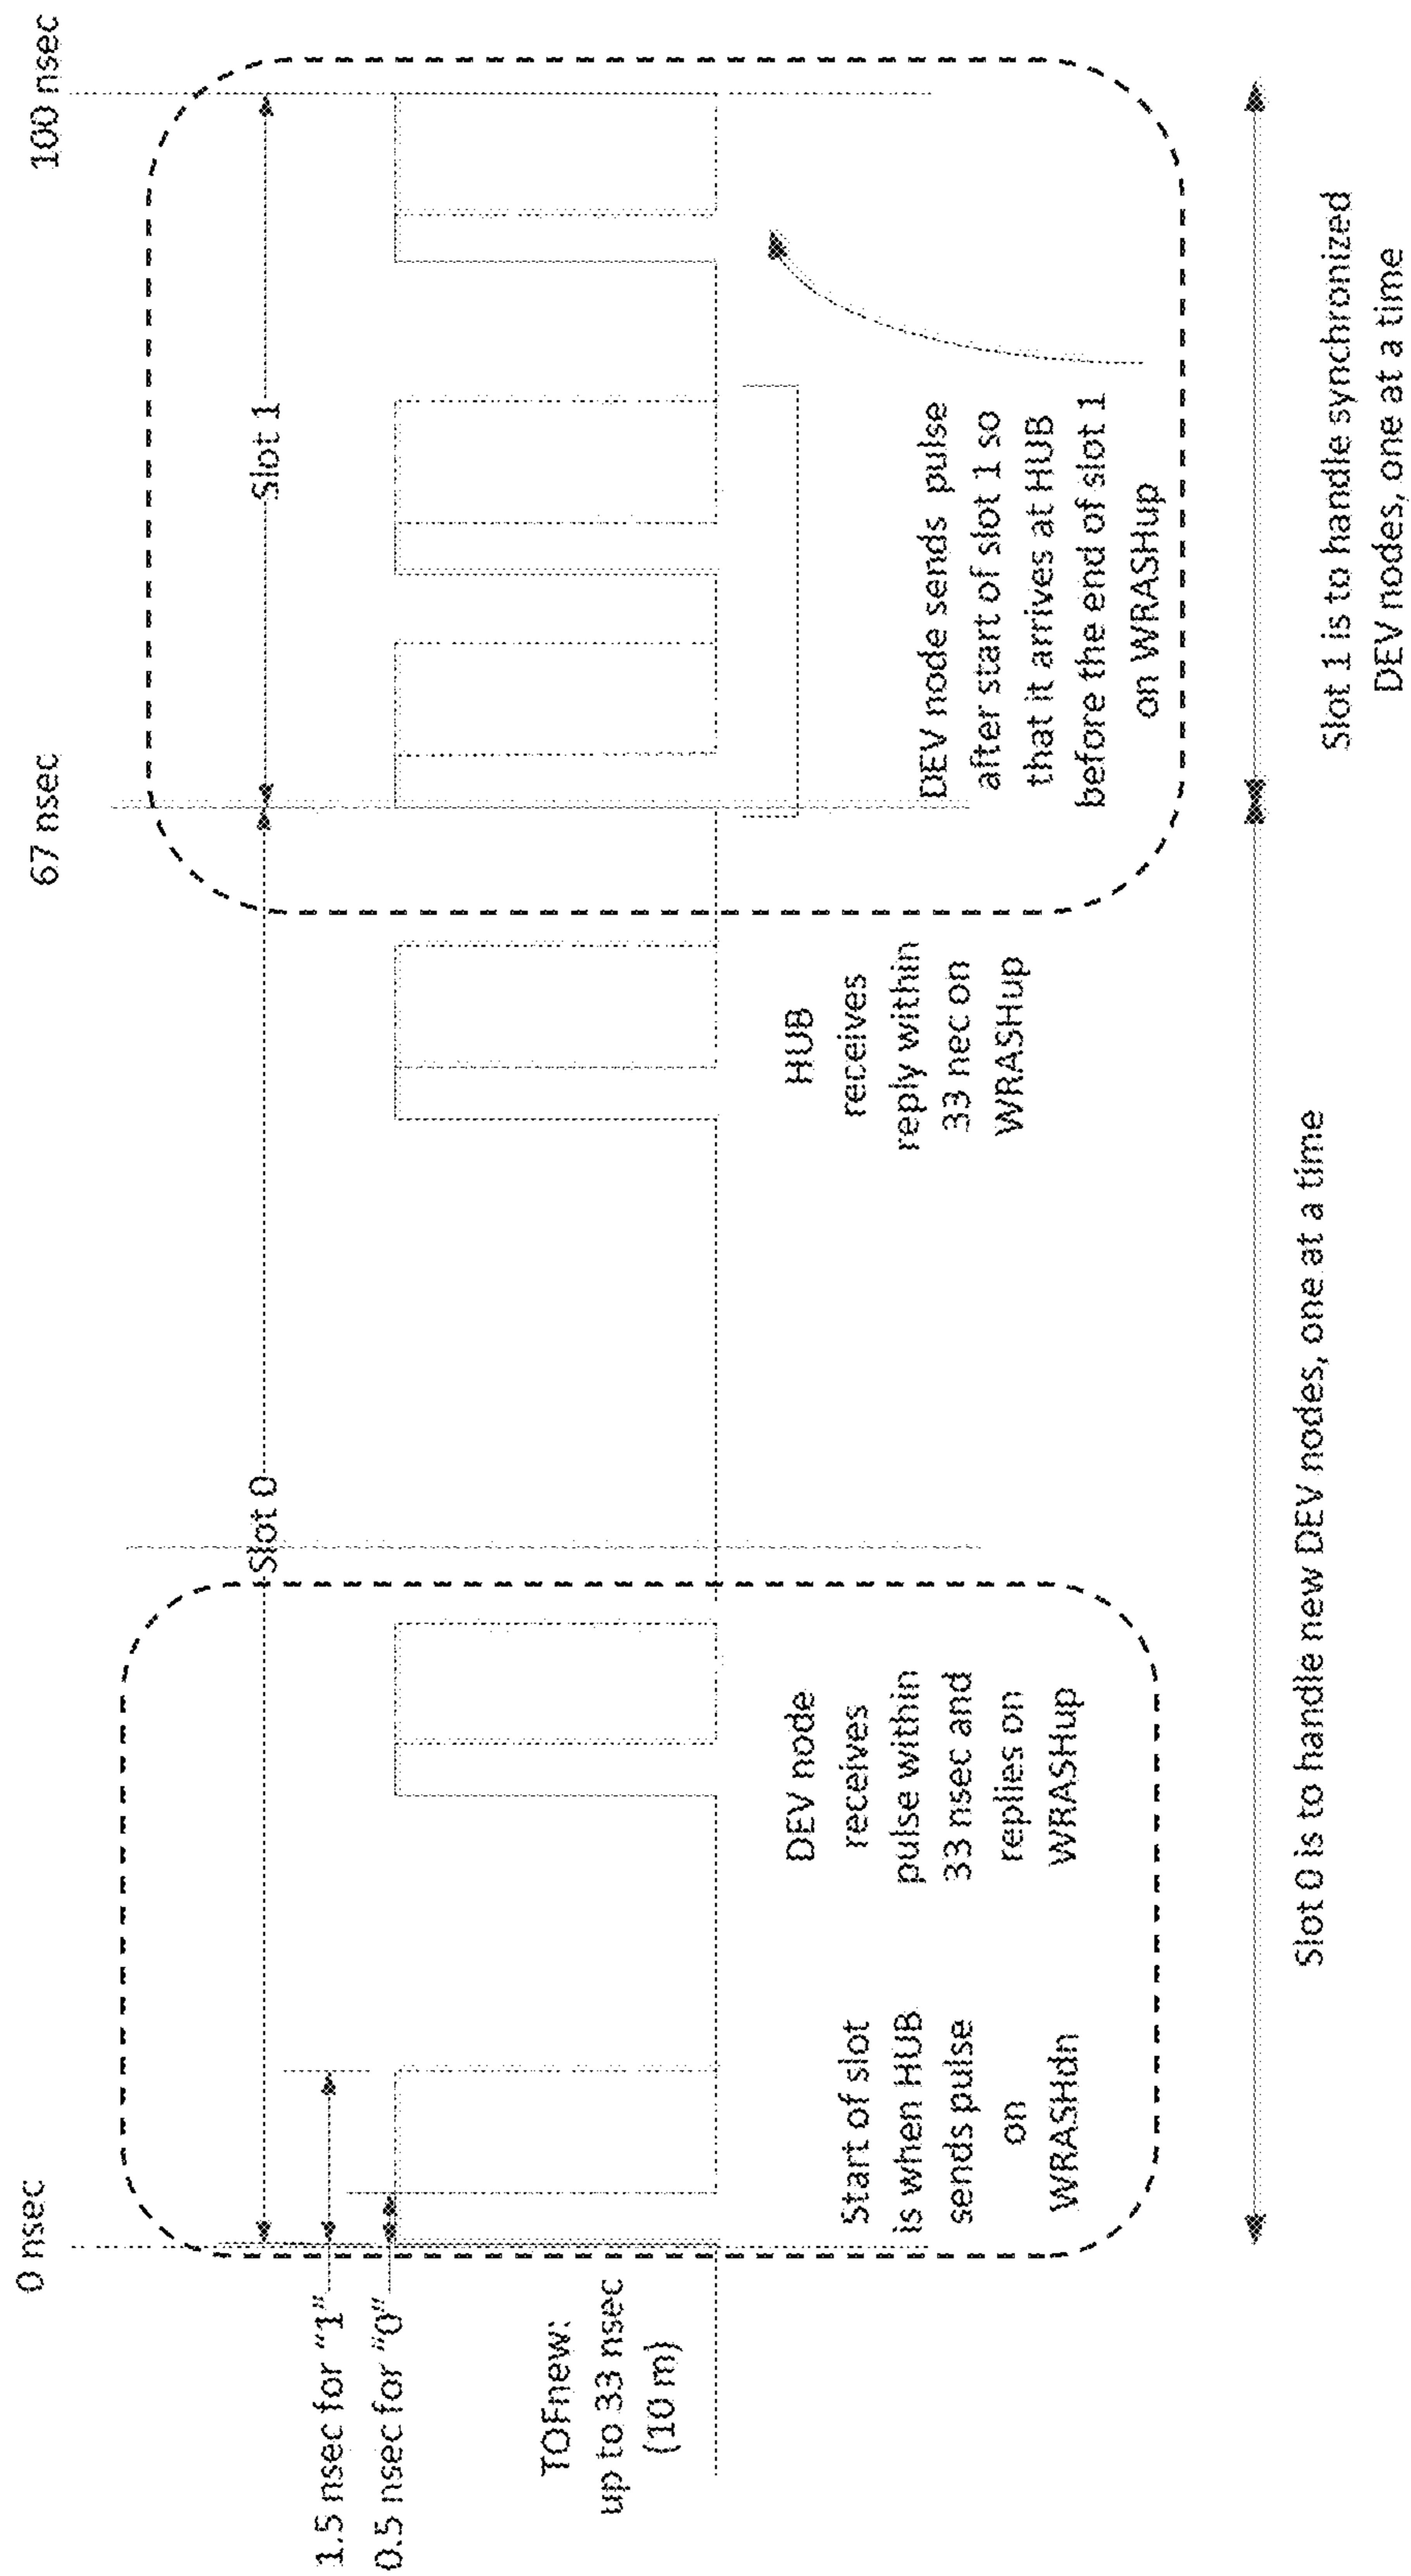 0 nsec
67 nsec
100 nsec
Slot 0
Slot 1
1.5 nsec for "1"
0.5 nsec for "0"
TOFnew:
up to 33 nsec
(10 m)
Start of slot
is when HUB
sends pulse
on
WRASHdn
DEV node
receives
pulse within
33 nsec and
replies on
WRASHup
HUB
receives
reply within
33 nec on
WRASHup
DEV node sends pulse
after start of slot 1 so
that it arrives at HUB
before the end of slot 1
on WRASHup
Slot 0 is to handle new DEV nodes, one at a time
Slot 1 is to handle synchronized
DEV nodes, one at a time